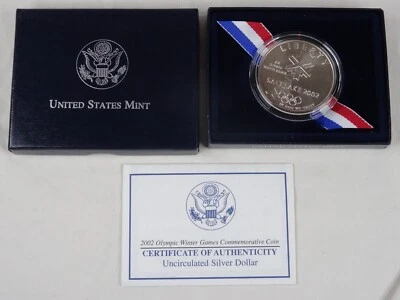 UNITED STATES MINT
LIBERTY
SALT LAKE 2002
2002 Olympic Winter Games Commemorative Coin
CERTIFICATE OF AUTHENTICITY
Uncirculated Silver Dollar